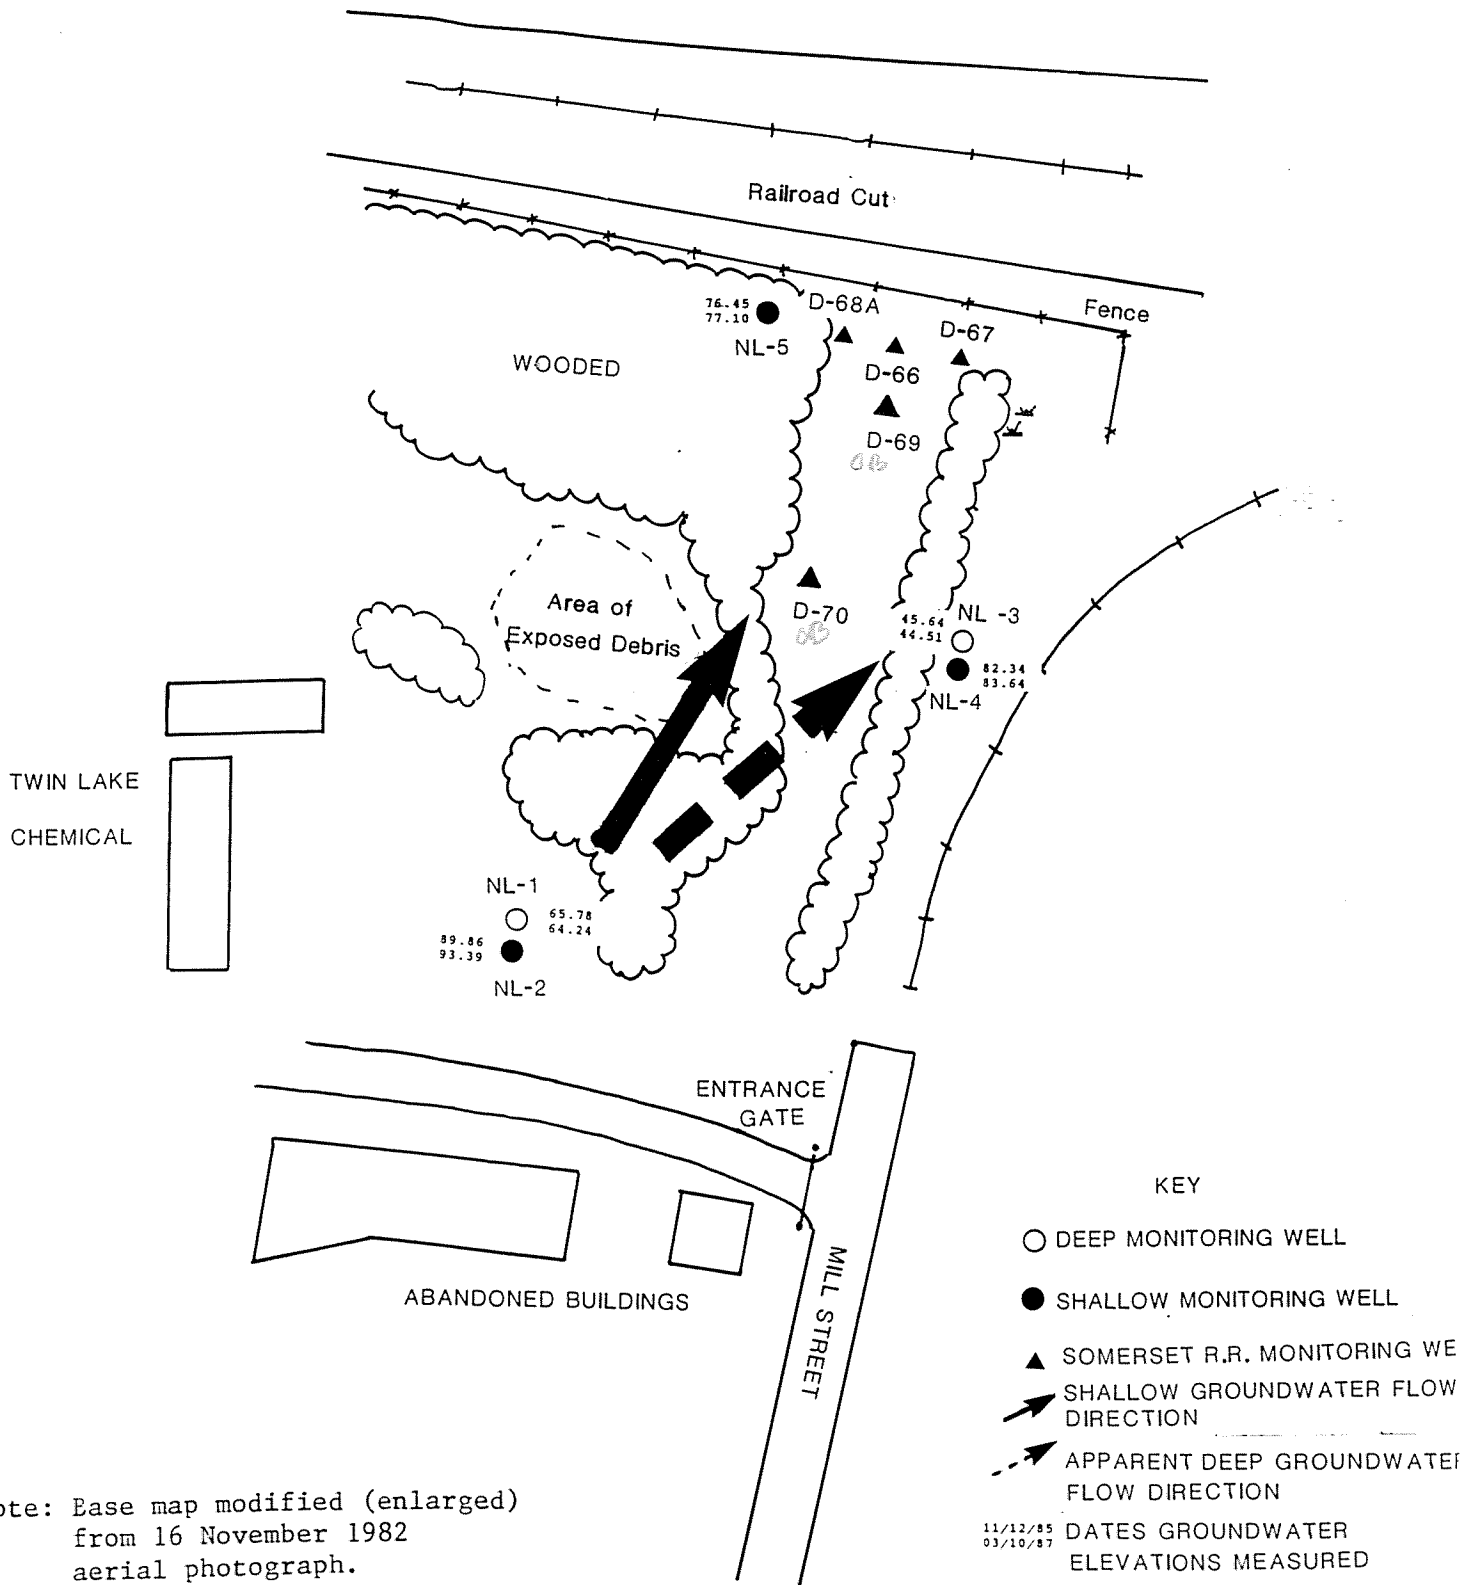 Railroad Cut
Fence
D-68A
D-67
76.45
77.10
NL-5
D-66
WOODED
D-69
OB
Area of
Exposed Debris
D-70
OB
45.64
44.51
NL -3
82.34
83.64
NL-4
TWIN LAKE
CHEMICAL
NL-1
65.78
64.24
89.86
93.39
NL-2
ENTRANCE
GATE
MILL STREET
ABANDONED BUILDINGS
KEY
DEEP MONITORING WELL
SHALLOW MONITORING WELL
SOMERSET R.R. MONITORING WE
SHALLOW GROUNDWATER FLOW
DIRECTION
APPARENT DEEP GROUNDWATER
FLOW DIRECTION
11/12/85
03/10/87
DATES GROUNDWATER
ELEVATIONS MEASURED
ote: Base map modified (enlarged)
from 16 November 1982
aerial photograph.